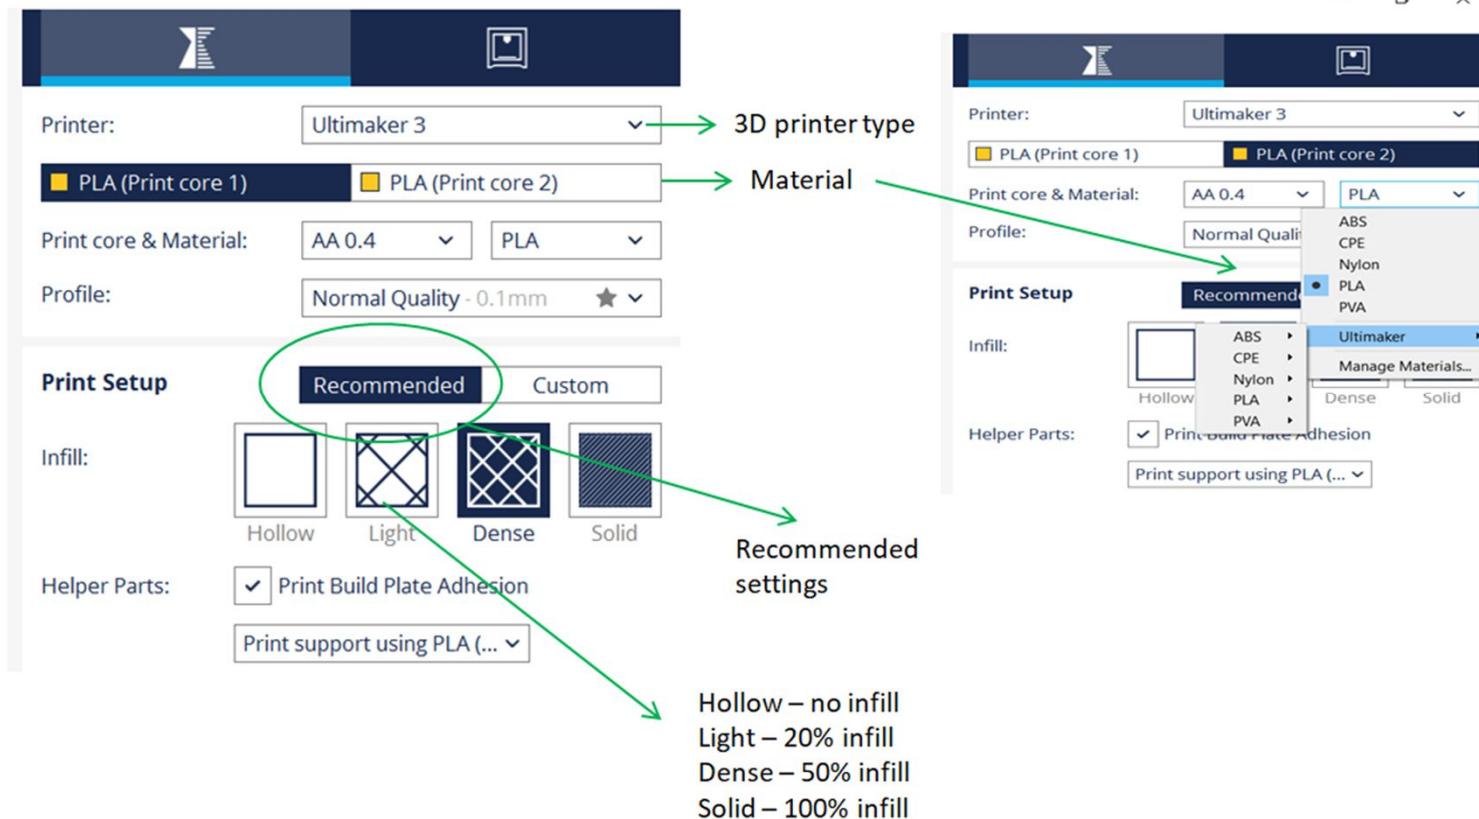 Printer:
Ultimaker 3
PLA (Print core 1)
PLA (Print core 2)
Print core & Material:
AA 0.4
PLA
Profile:
Normal Quality - 0.1mm
Print Setup
Recommended
Custom
Infill:
Hollow
Light
Dense
Solid
Helper Parts:
Print Build Plate Adhesion
Print support using PLA (...
3D printer type
Material
Recommended
settings
Hollow – no infill
Light – 20% infill
Dense – 50% infill
Solid – 100% infill
Printer:
Ultimaker 3
PLA (Print core 1)
PLA (Print core 2)
Print core & Material:
AA 0.4
PLA
Profile:
Normal
ABS
CPE
Nylon
PLA
PVA
Ultimaker
Manage Materials...
Print Setup
Infill:
ABS
CPE
Nylon
PLA
PVA
Dense
Solid
Helper Parts:
Print Build Plate Adhesion
Print support using PLA (...